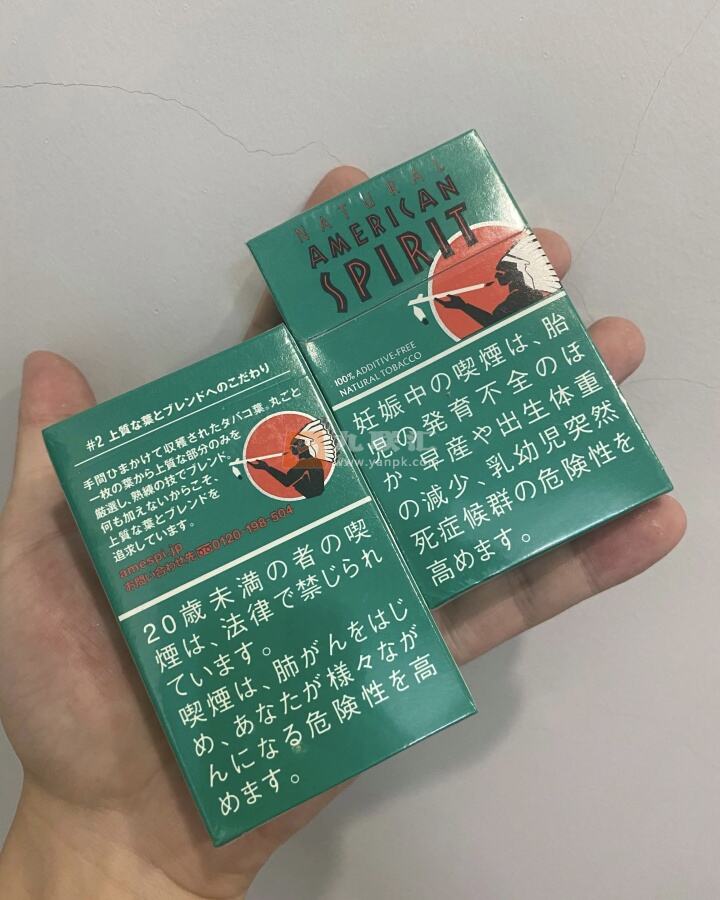 NATURAL
AMERICAN
SPIRIT
100% ADDITIVE-FREE
NATURAL TOBACCO
妊娠中の喫煙は、胎
児の発育不全のほ
か、早産や出生体重
の減少、乳幼児突然
死症候群の危険性を
高めます。
#2 上質な葉とブレンドへのこだわり
手間ひまかけて収穫されたタバコ葉。丸ごと
一枚の葉から上質な部分のみを
厳選し、熟練の技でブレンド。
何も加えないからこそ、
上質な葉とブレンドを
追求しています。
amespi.jp
お問い合わせ先 0120-198-504
20歳未満の者の喫
煙は、法律で禁じられ
ています。
喫煙は、肺がんをはじ
め、あなたが様々なが
んになる危険性を高
めます。
www.yanpk.com